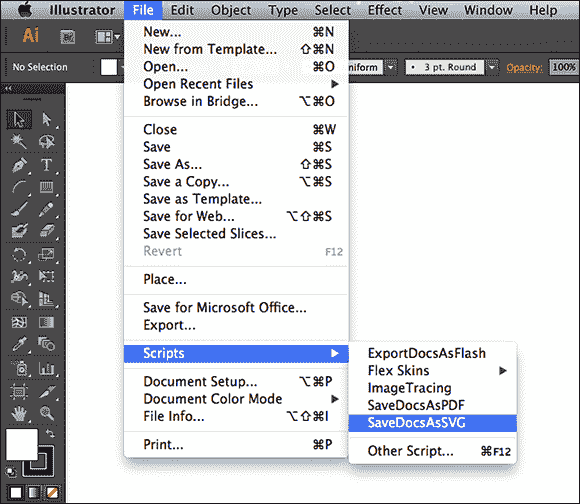 Illustrator File Edit Object Type Select Effect View Window Help
Ai Br
No Selection
niform 3 pt. Round Opacity: 100%
New... ⌘N
New from Template... ⇧⌘N
Open... ⌘O
Open Recent Files
Browse in Bridge... ⌥⌘O
Close ⌘W
Save ⌘S
Save As... ⇧⌘S
Save a Copy... ⌥⌘S
Save as Template...
Save for Web... ⌥⇧⌘S
Save Selected Slices...
Revert F12
Place...
Save for Microsoft Office...
Export...
Scripts
Document Setup... ⌥⌘P
Document Color Mode
File Info... ⌥⇧⌘I
Print... ⌘P
ExportDocsAsFlash
Flex Skins
ImageTracing
SaveDocsAsPDF
SaveDocsAsSVG
Other Script... ⌘F12
T